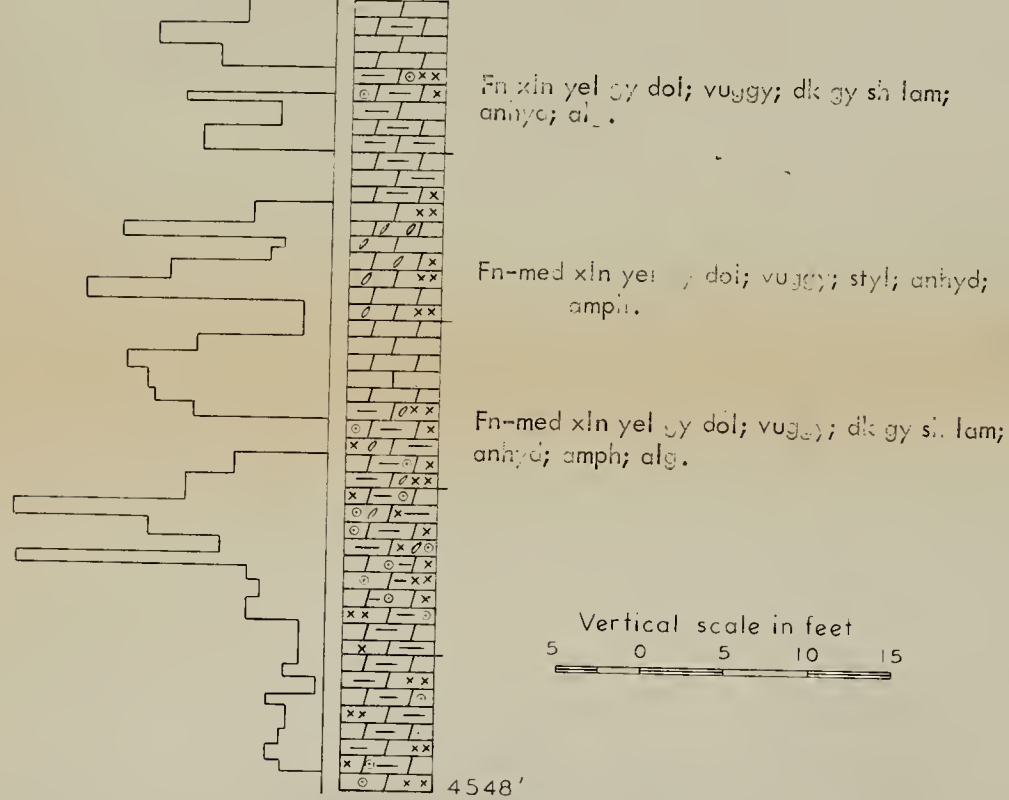 Fn xln yel gy dol; vuggy; dk gy sh lam;
anhyd; alg.
Fn-med xln yel gy dol; vuggy; styl; anhyd;
amph.
Fn-med xln yel gy dol; vuggy; dk gy sh lam;
anhyd; amph; alg.
Vertical scale in feet
5 0 5 10 15
4548'